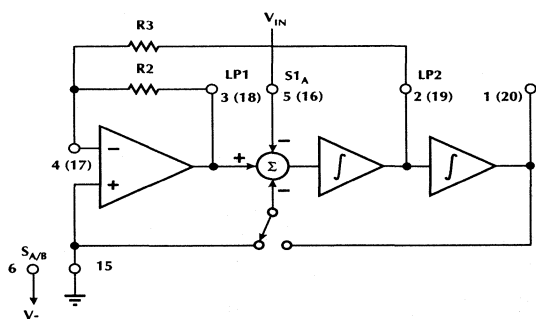 V_IN
R3
R2
LP1
S1_A
LP2
3 (18)
5 (16)
2 (19)
1 (20)
4 (17)
−
+
+
−
−
Σ
∫
∫
S_A/B
6
15
V-